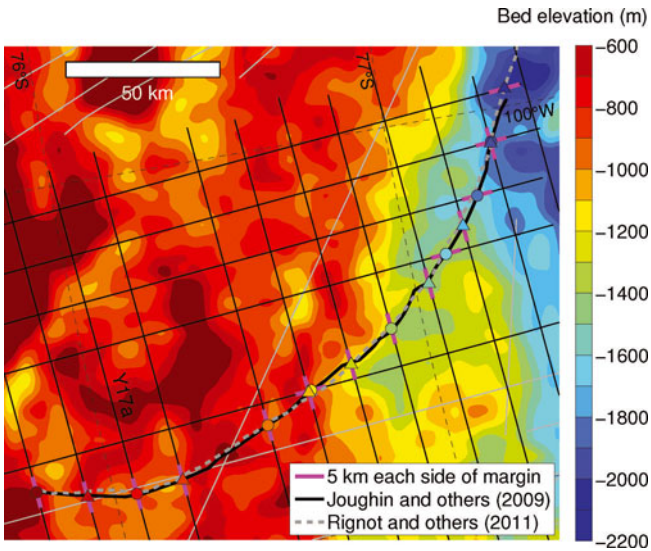 Bed elevation (m)
76°S
77°S
50 km
100°W
Y17a
5 km each side of margin
Joughin and others (2009)
Rignot and others (2011)
−600
−800
−1000
−1200
−1400
−1600
−1800
−2000
−2200